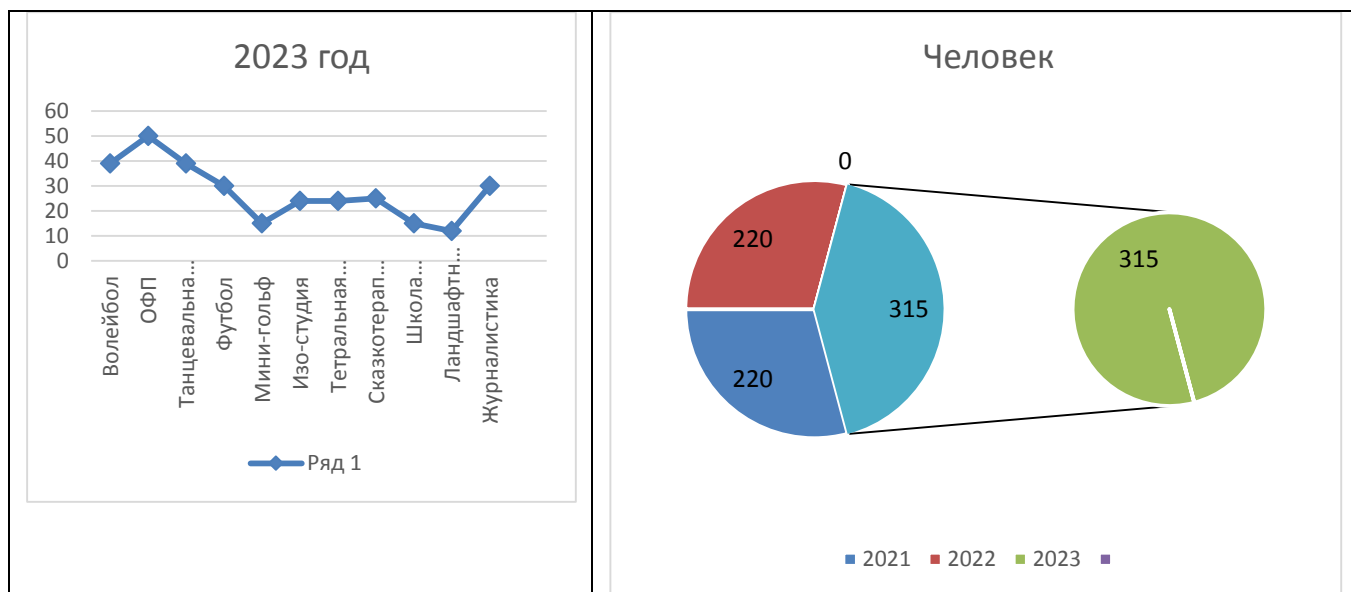 2023 год
60
50
40
30
20
10
0
Волейбол
ОФП
Танцевальна...
Футбол
Мини-гольф
Изо-студия
Тетральная...
Сказкотерап...
Школа...
Ландшафтн...
Журналистика
Ряд 1
Человек
0
220
315
220
315
2021 2022 2023